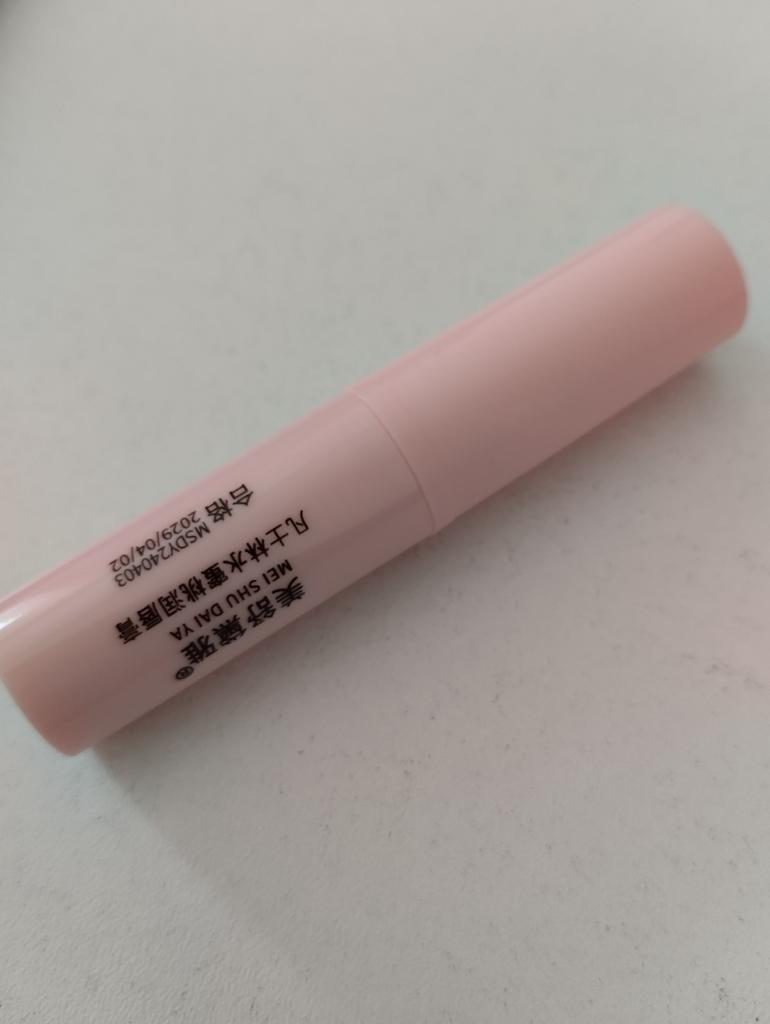 美舒黛雅®
MEI SHU DAI YA
凡士林水蜜桃润唇膏
MSDY240403
合格 2029/04/02